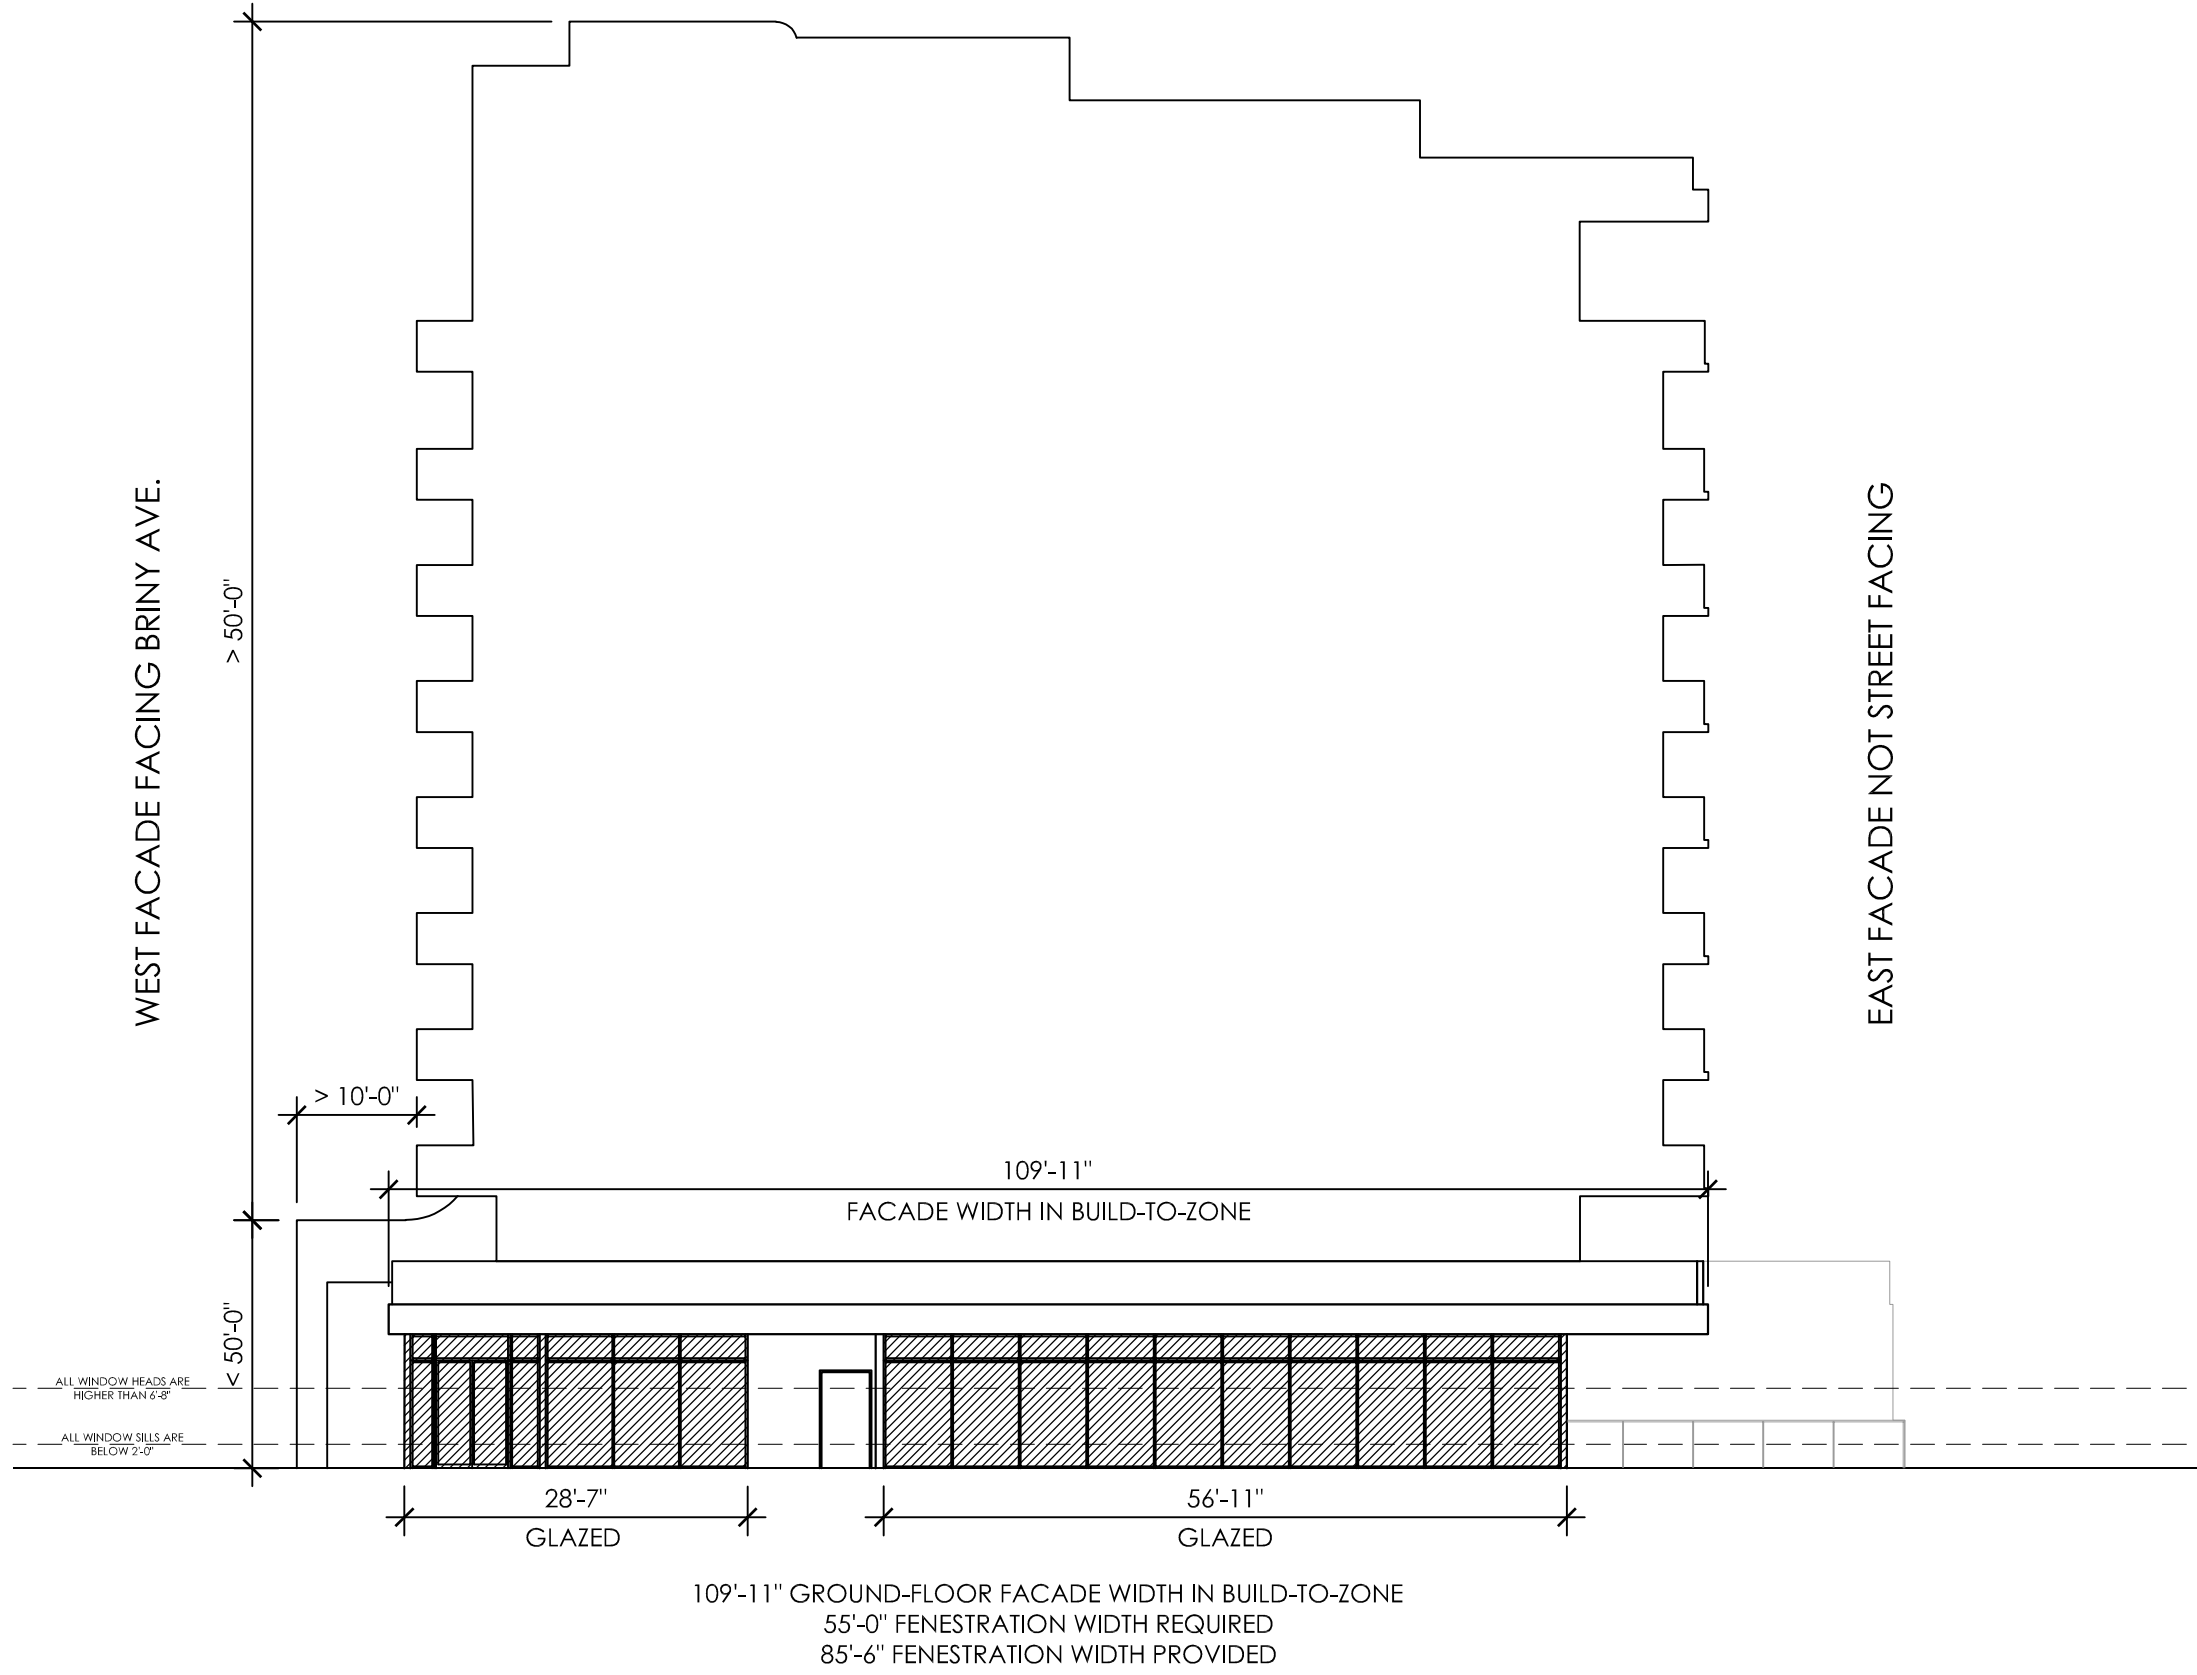 WEST FACADE FACING BRINY AVE.
> 50'-0"
EAST FACADE NOT STREET FACING
> 10'-0"
109'-11"
FACADE WIDTH IN BUILD-TO-ZONE
< 50'-0"
ALL WINDOW HEADS ARE
HIGHER THAN 6'-8"
ALL WINDOW SILLS ARE
BELOW 2'-0"
28'-7"
GLAZED
56'-11"
GLAZED
109'-11" GROUND-FLOOR FACADE WIDTH IN BUILD-TO-ZONE
55'-0" FENESTRATION WIDTH REQUIRED
85'-6" FENESTRATION WIDTH PROVIDED